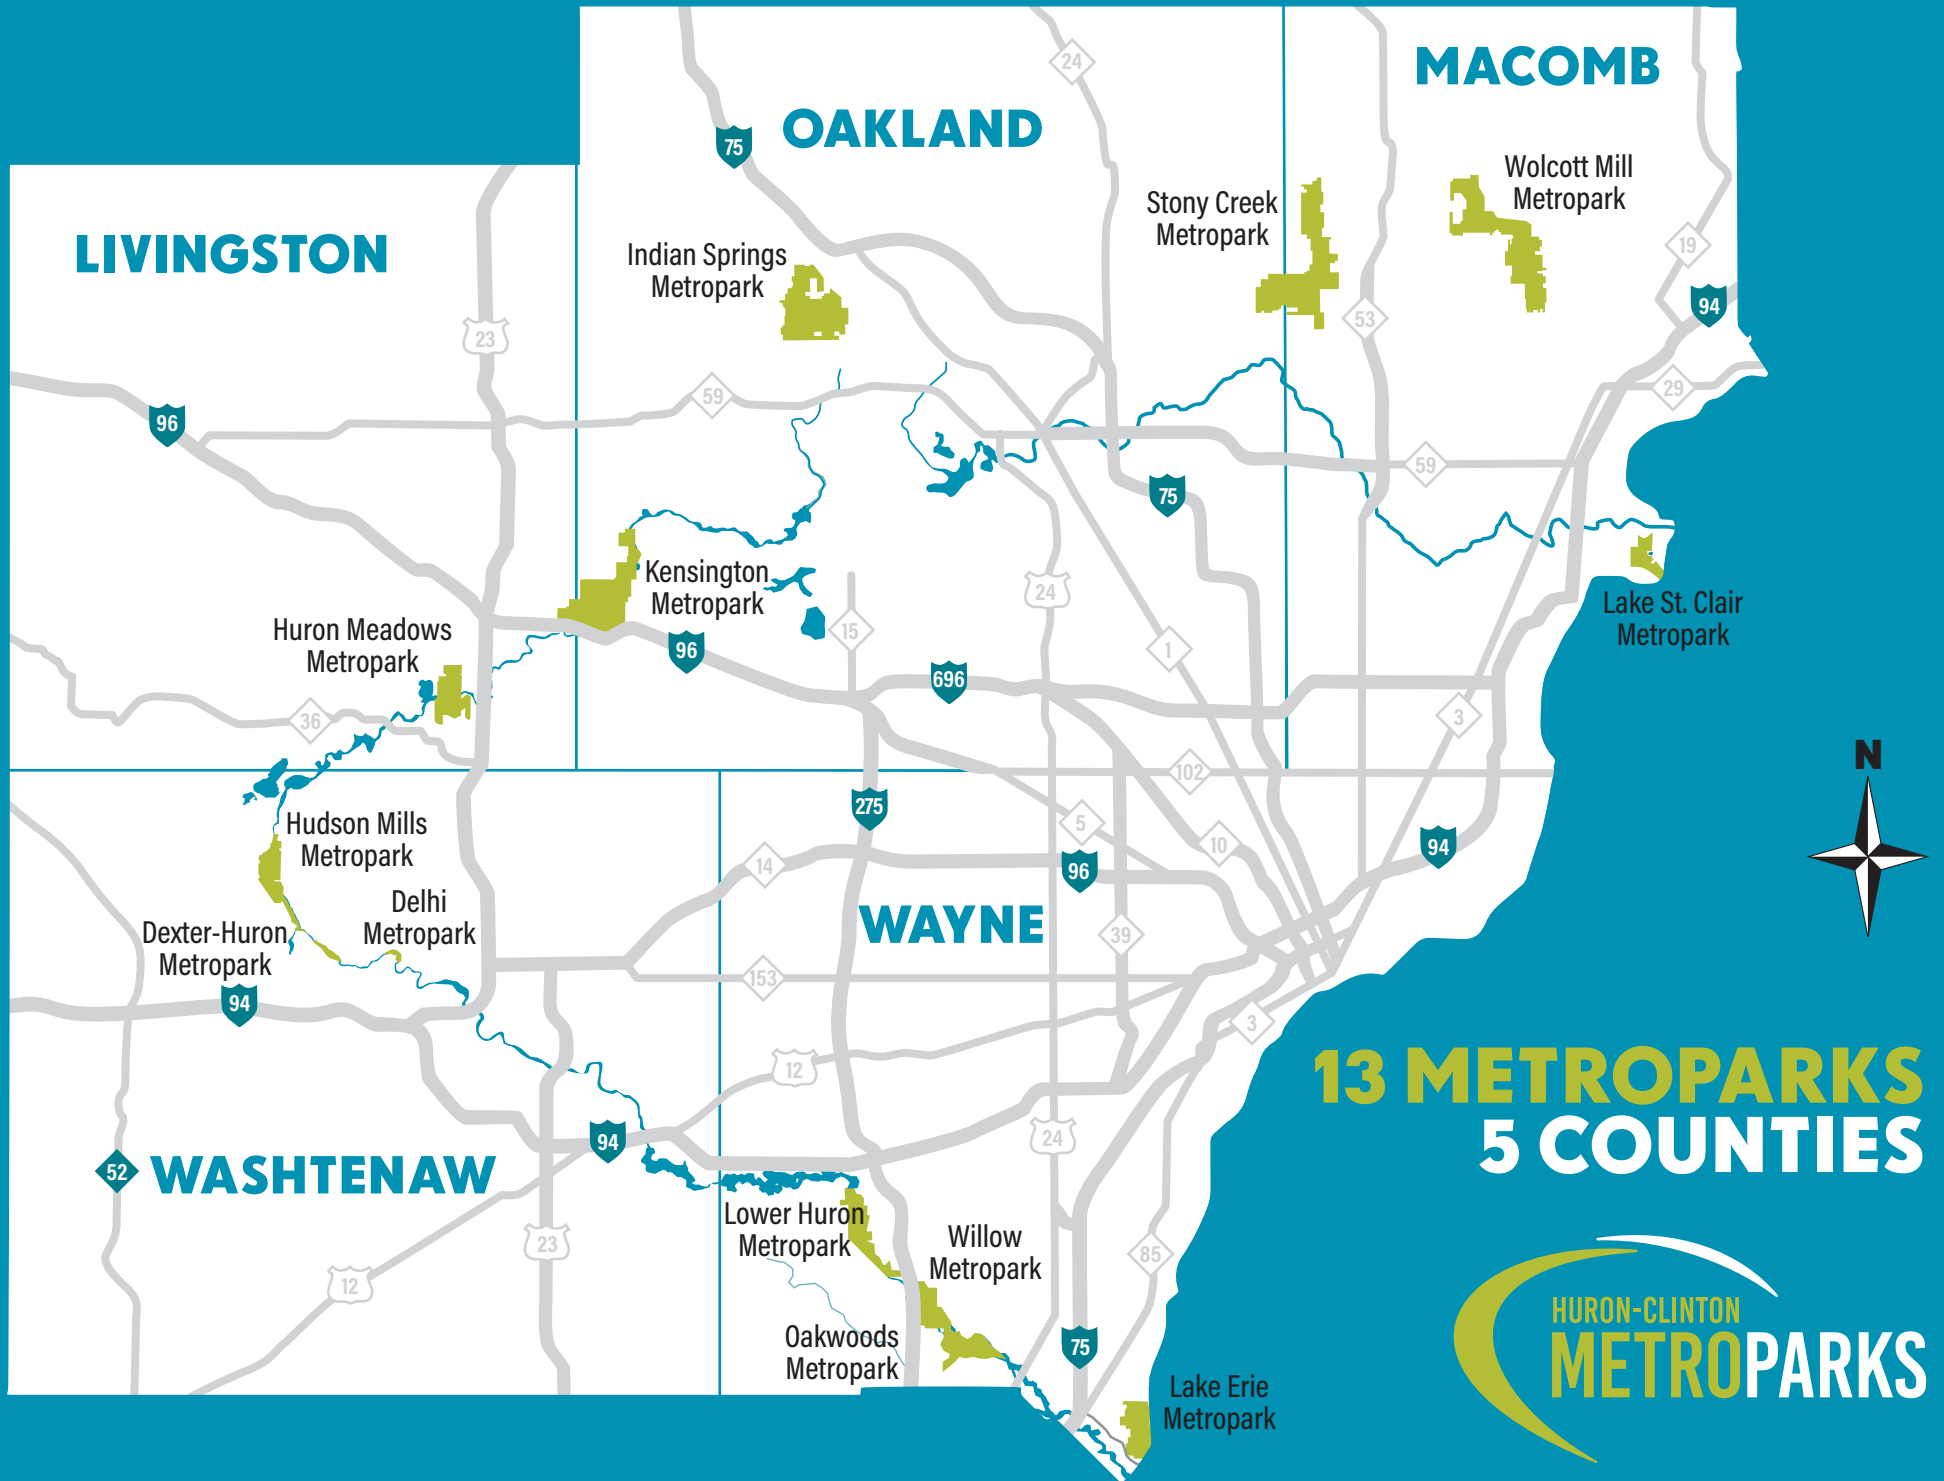 MACOMB
24
OAKLAND
75
Wolcott Mill
Metropark
Stony Creek
Metropark
LIVINGSTON
Indian Springs
Metropark
19
94
23
53
59
29
96
59
75
Kensington
Metropark
24
Lake St. Clair
Metropark
Huron Meadows
Metropark
15
96
1
696
36
3
N
102
275
Hudson Mills
Metropark
5
10
94
14
96
Delhi
Metropark
WAYNE
39
Dexter-Huron
Metropark
153
94
3
13 METROPARKS
5 COUNTIES
12
94
24
52
WASHTENAW
Lower Huron
Metropark
Willow
Metropark
23
85
12
HURON-CLINTON
METROPARKS
Oakwoods
Metropark
75
Lake Erie
Metropark